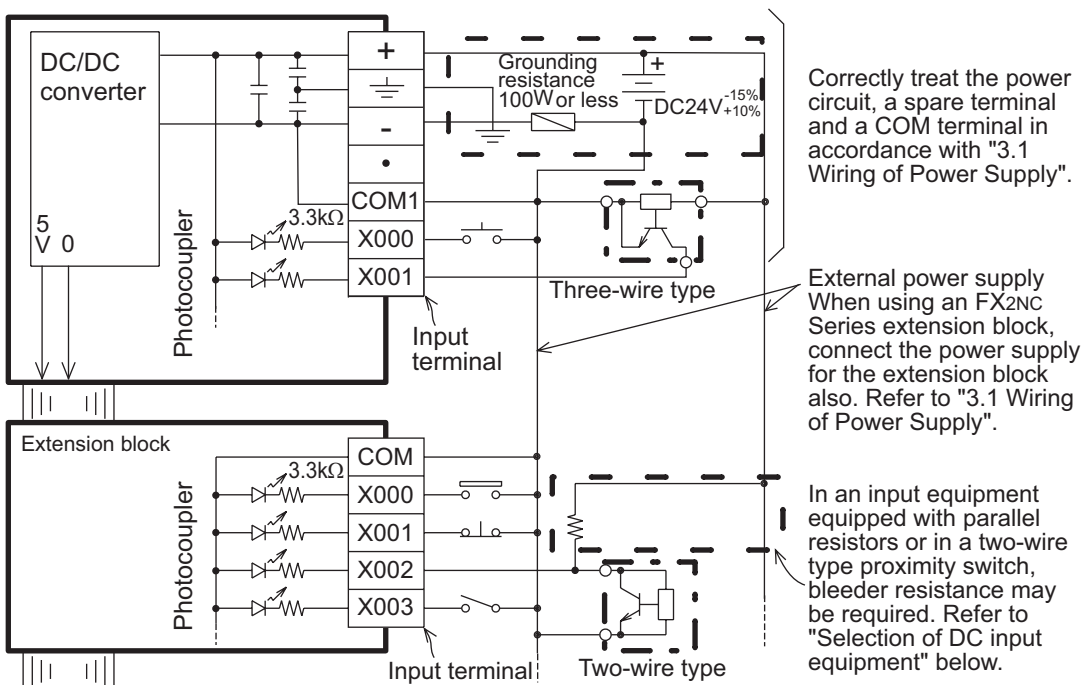 DC/DC
converter
5
V 0
Photocoupler
3.3kΩ
+
-
•
COM1
X000
X001
Input
terminal
Grounding
resistance
100W or less
+
DC24V -15%
+10%
Three-wire type
Correctly treat the power
circuit, a spare terminal
and a COM terminal in
accordance with "3.1
Wiring of Power Supply".
External power supply
When using an FX2NC
Series extension block,
connect the power supply
for the extension block
also. Refer to "3.1 Wiring
of Power Supply".
Extension block
Photocoupler
3.3kΩ
COM
X000
X001
X002
X003
Input terminal
Two-wire type
In an input equipment
equipped with parallel
resistors or in a two-wire
type proximity switch,
bleeder resistance may
be required. Refer to
"Selection of DC input
equipment" below.